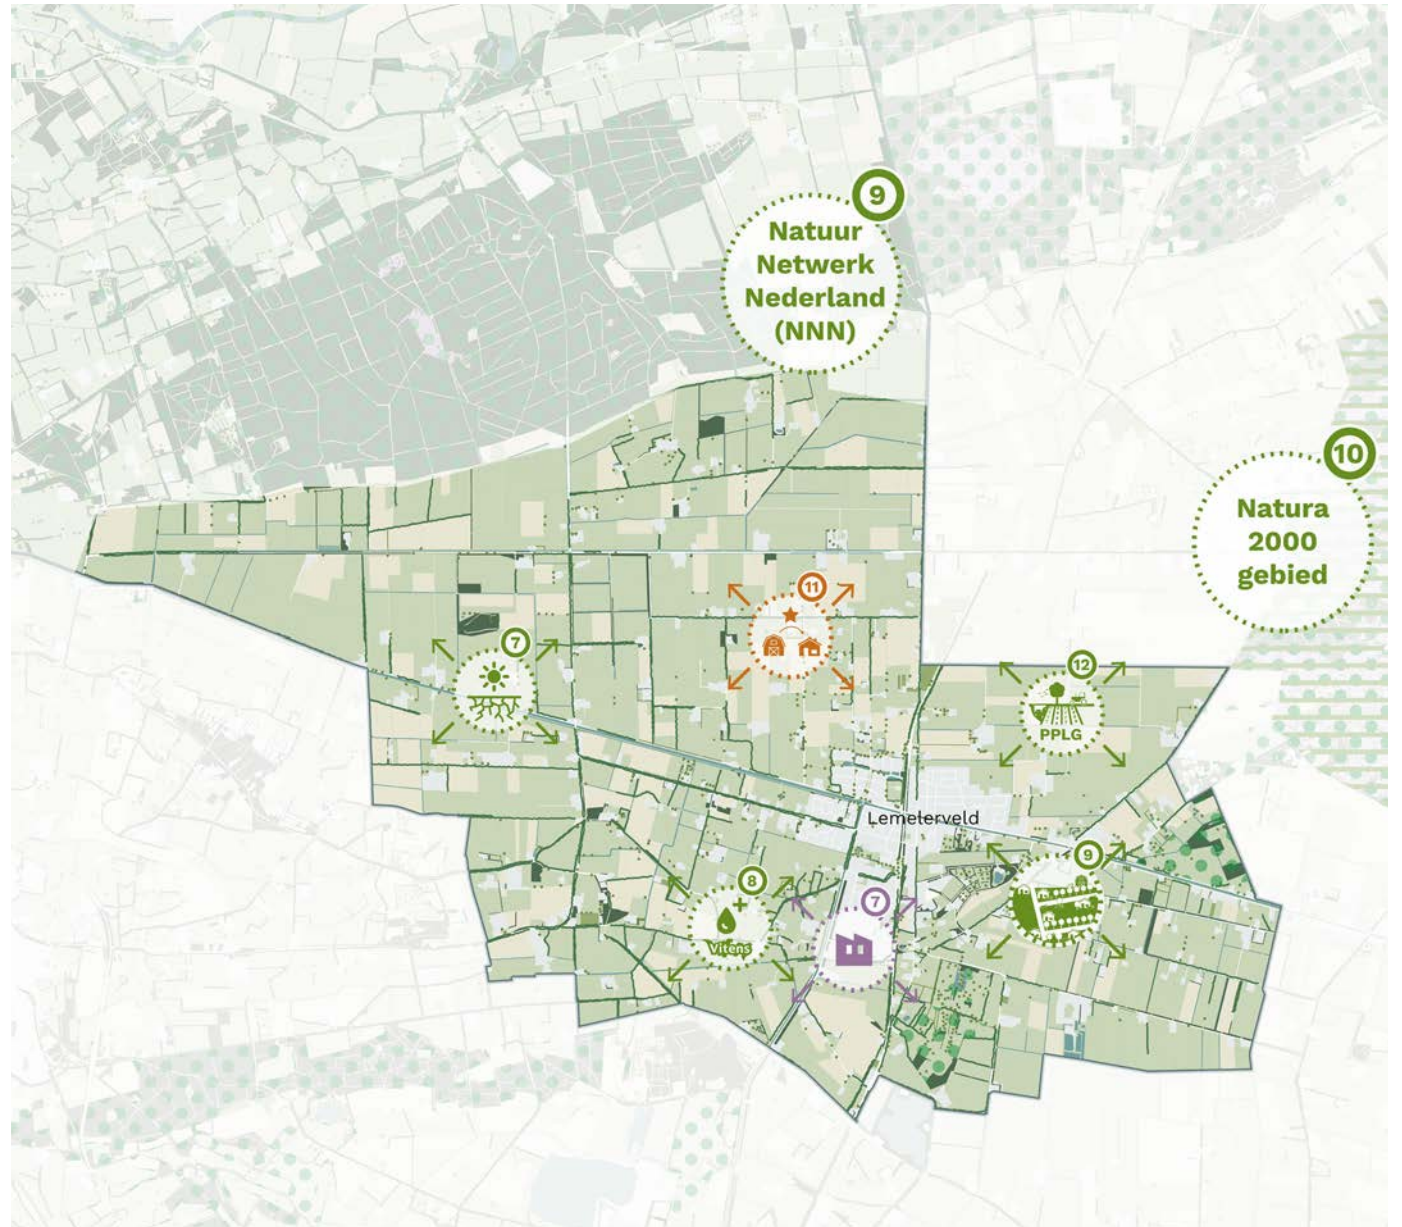 9
Natuur
Netwerk
Nederland
(NNN)
10
Natura
2000
gebied
11
7
12
PPLG
Lemelerveld
9
8
Vitens
7